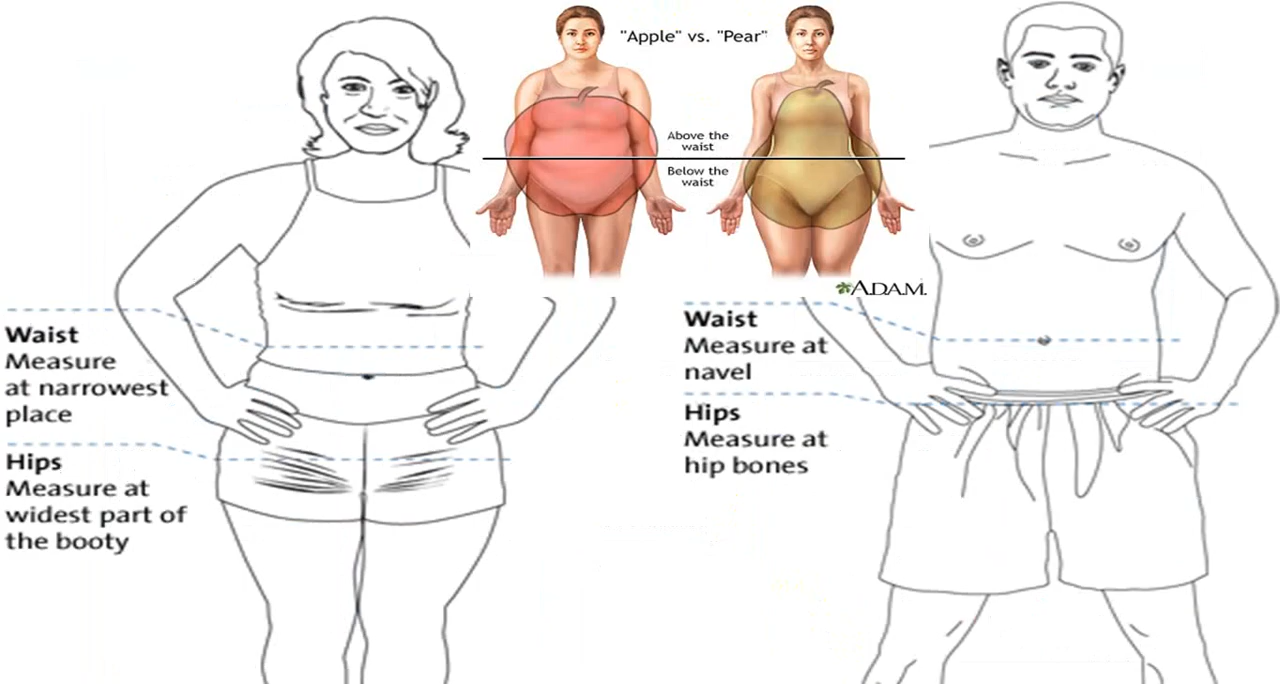 "Apple" vs. "Pear"
Above the
waist
Below the
waist
A.D.A.M.
Waist
Measure
at narrowest
place
Hips
Measure at
widest part of
the booty
Waist
Measure at
navel
Hips
Measure at
hip bones